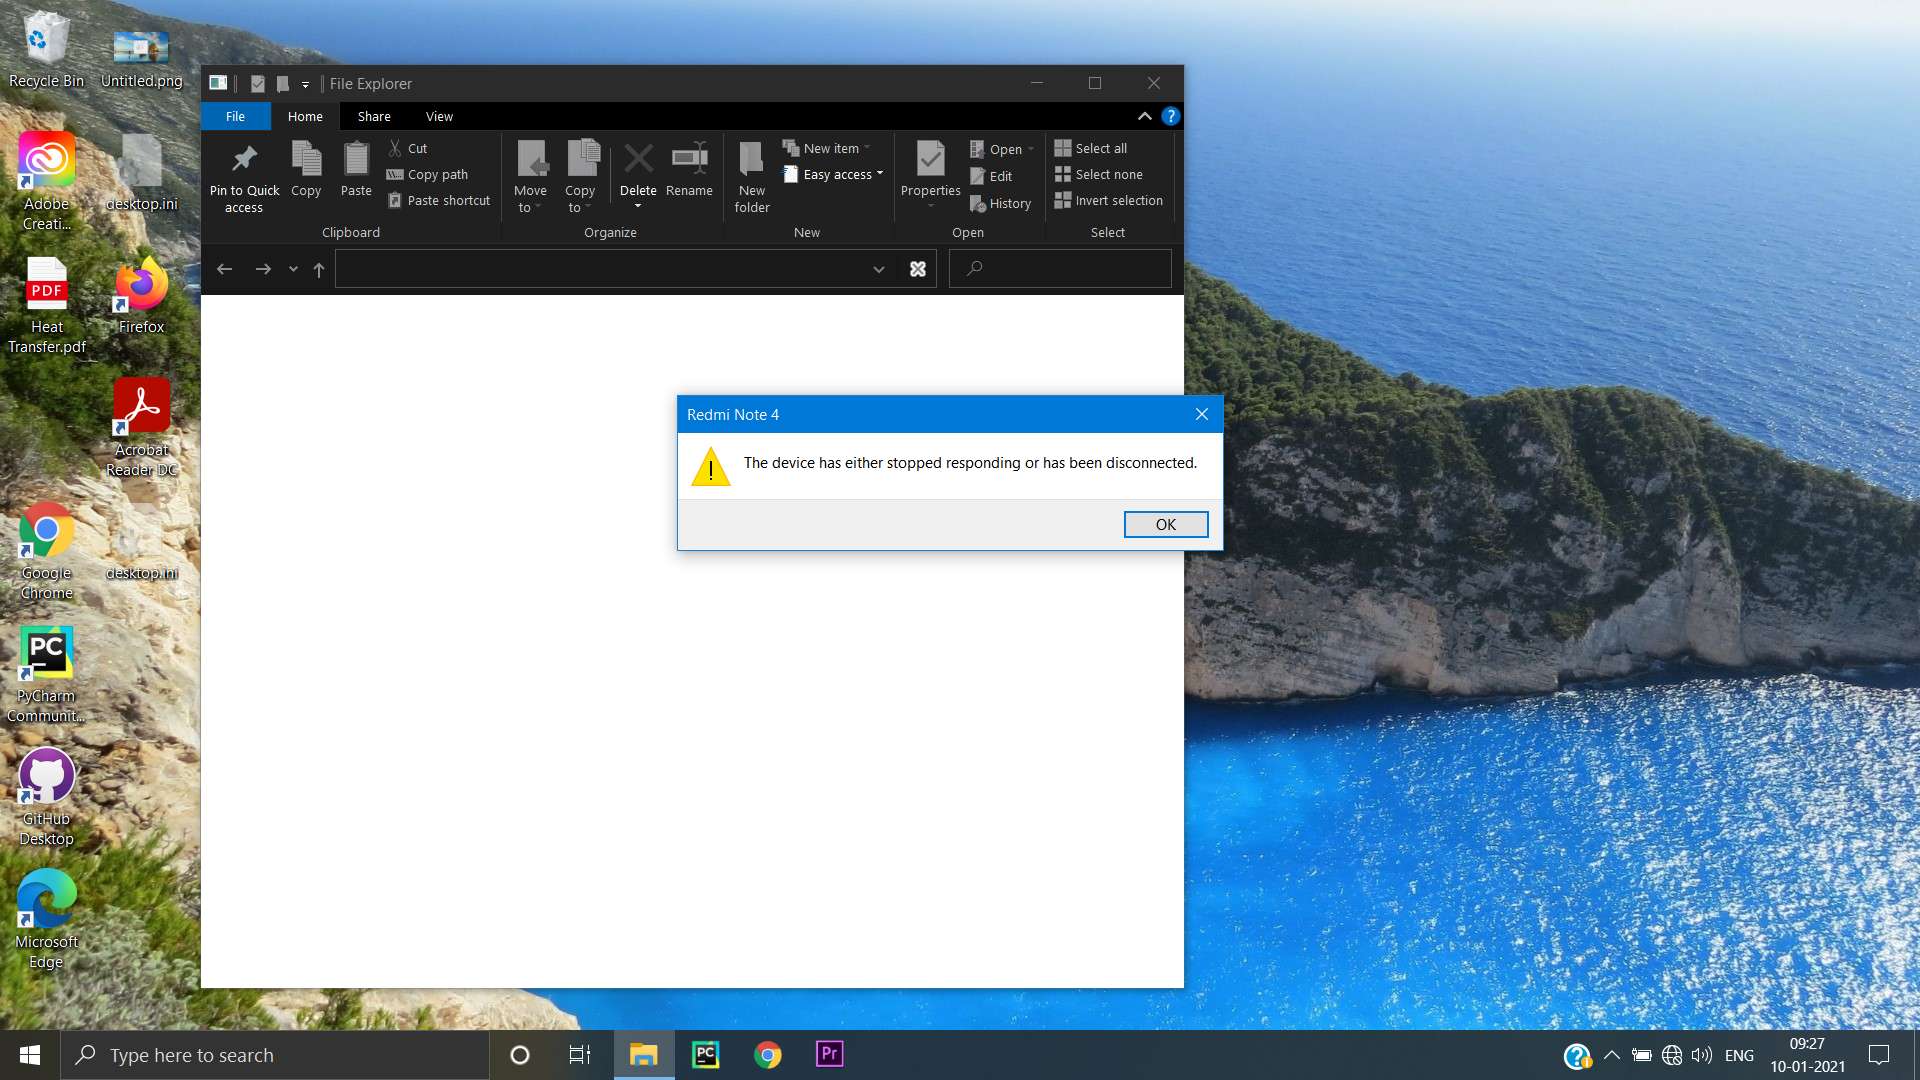 Recycle Bin
Untitled.png
Adobe
Creati...
desktop.ini
PDF
Heat
Transfer.pdf
Firefox
Acrobat
Reader DC
Google
Chrome
desktop.ini
PC
PyCharm
Communit...
GitHub
Desktop
Microsoft
Edge
File Explorer
File
Home
Share
View
?
Pin to Quick
access
Copy
Paste
Cut
Copy path
Paste shortcut
Clipboard
Move
to
Copy
to
Delete
Rename
Organize
New
folder
New item
Easy access
New
Properties
Open
Edit
History
Open
Select all
Select none
Invert selection
Select
Redmi Note 4
The device has either stopped responding or has been disconnected.
OK
Type here to search
PC
Pr
ENG
09:27
10-01-2021